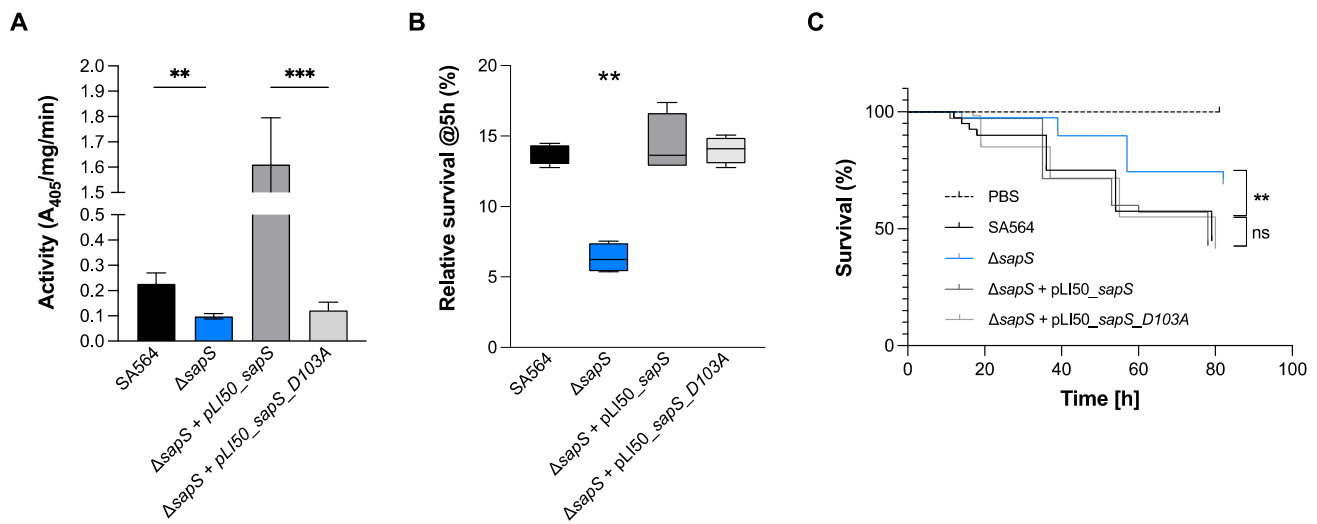 A
Activity (A405/mg/min)
2.0
1.9
1.8
1.7
1.6
1.5
0.5
0.4
0.3
0.2
0.1
0.0
**
***
SA564
ΔsapS
ΔsapS + pLI50_sapS
ΔsapS + pLI50_sapS_D103A
B
Relative survival @5h (%)
20
15
10
5
0
**
SA564
ΔsapS
ΔsapS + pLI50_sapS
ΔsapS + pLI50_sapS_D103A
C
Survival (%)
100
50
0
PBS
SA564
ΔsapS
ΔsapS + pLI50_sapS
ΔsapS + pLI50_sapS_D103A
**
ns
0
20
40
60
80
100
Time [h]